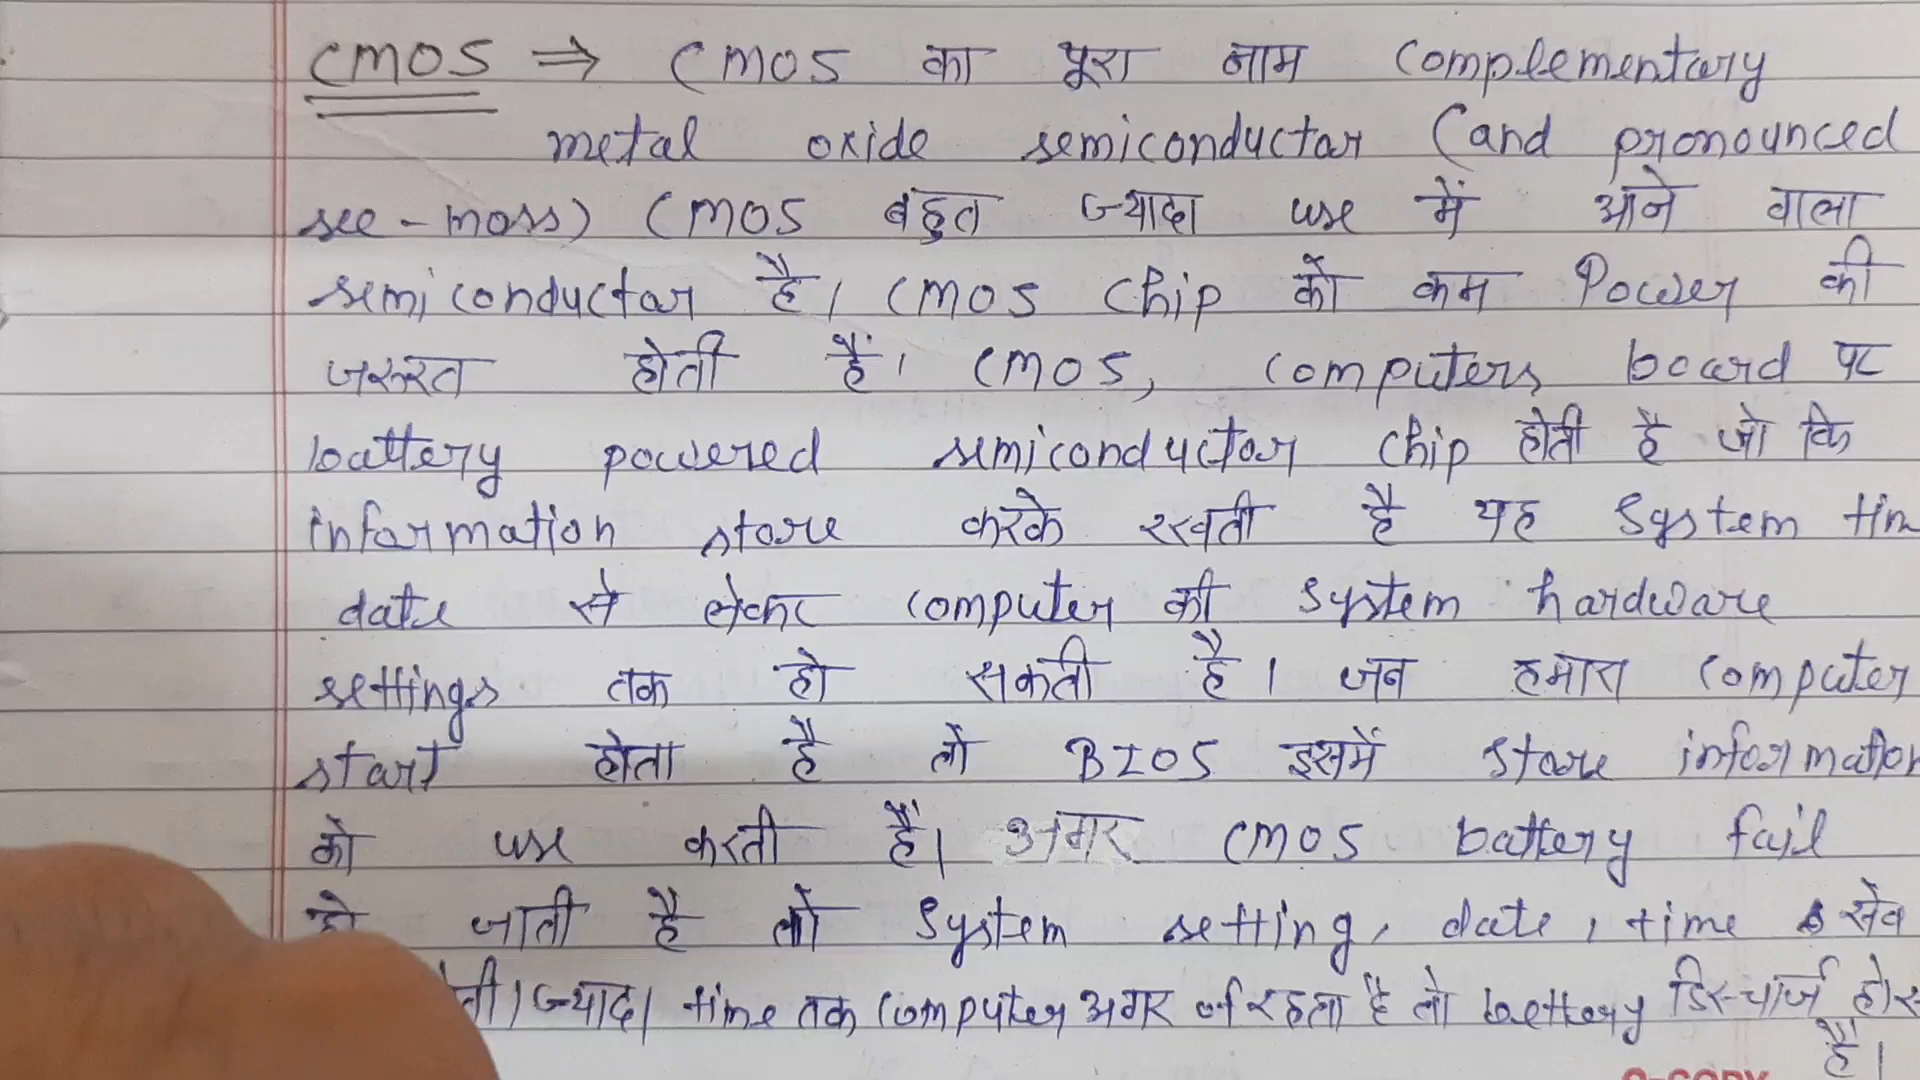 CMOS ⇒ CMOS का पूरा नाम Complementary
metal oxide semiconductor (and pronounced
see-moss) CMOS बहुत ज्यादा use में आने वाला
semiconductor है। CMOS Chip को कम Power की
जरूरत होती हैं। CMOS, Computers board पर
battery powered semiconductor chip होती है जो कि
information store करके रखती है यह System tim
date से लेकर computer की system hardware
settings तक हो सकती है। जब हमारा Computer
start होता है तो BIOS इसमें Store information
को use करती हैं। अगर CMOS battery fail
हो जाती है तो System setting, date, time सेव
ती। ज्यादा time तक Computer अगर of रहता है तो bettery डिस्चार्ज हो स
हैं।